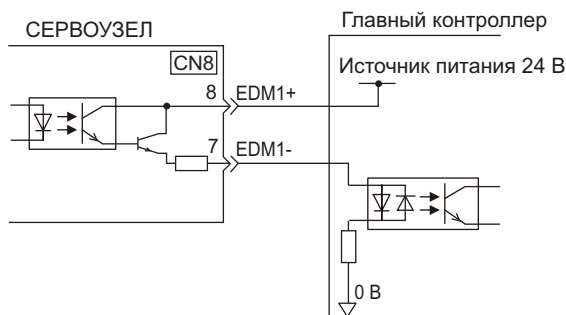 Главный контроллер
СЕРВОУЗЕЛ
CN8
Источник питания 24 В
8 EDM1+
7 EDM1-
0 В